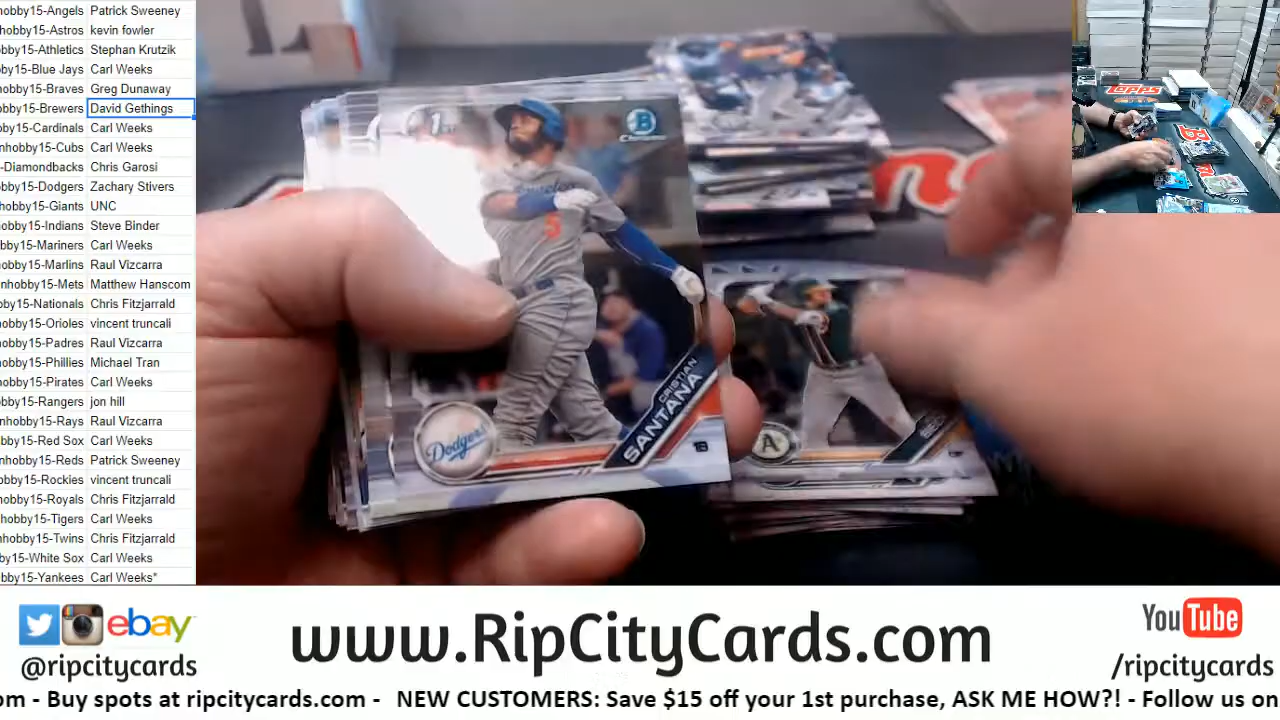 hobby15-Angels Patrick Sweeney
hobby15-Astros kevin fowler
obby15-Athletics Stephan Krutzik
bby15-Blue Jays Carl Weeks
hobby15-Braves Greg Dunaway
obby15-Brewers David Gethings
bby15-Cardinals Carl Weeks
nhobby15-Cubs Carl Weeks
-Diamondbacks Chris Garosi
obby15-Dodgers Zachary Stivers
nhobby15-Giants UNC
hobby15-Indians Steve Binder
bby15-Mariners Carl Weeks
hobby15-Marlins Raul Vizcarra
nhobby15-Mets Matthew Hanscom
by15-Nationals Chris Fitzjarrald
hobby15-Orioles vincent truncali
hobby15-Padres Raul Vizcarra
obby15-Phillies Michael Tran
hobby15-Pirates Carl Weeks
obby15-Rangers jon hill
nhobby15-Rays Raul Vizcarra
bby15-Red Sox Carl Weeks
nhobby15-Reds Patrick Sweeney
obby15-Rockies vincent truncali
hobby15-Royals Chris Fitzjarrald
hobby15-Tigers Carl Weeks
hobby15-Twins Chris Fitzjarrald
by15-White Sox Carl Weeks
bby15-Yankees Carl Weeks*
1st
B
Chrome
5
Dodgers
CRISTIAN
SANTANA
A
Topps
ebay
@ripcitycards
www.RipCityCards.com
YouTube
/ripcitycards
om - Buy spots at ripcitycards.com - NEW CUSTOMERS: Save $15 off your 1st purchase, ASK ME HOW?! - Follow us on